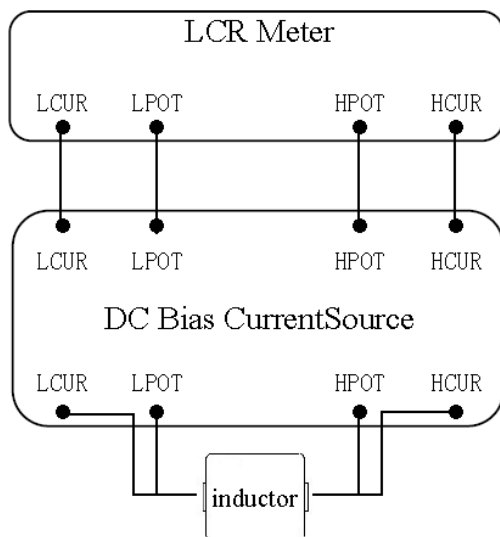 LCR Meter
LCUR LPOT HPOT HCUR
LCUR LPOT HPOT HCUR
DC Bias CurrentSource
LCUR LPOT HPOT HCUR
inductor